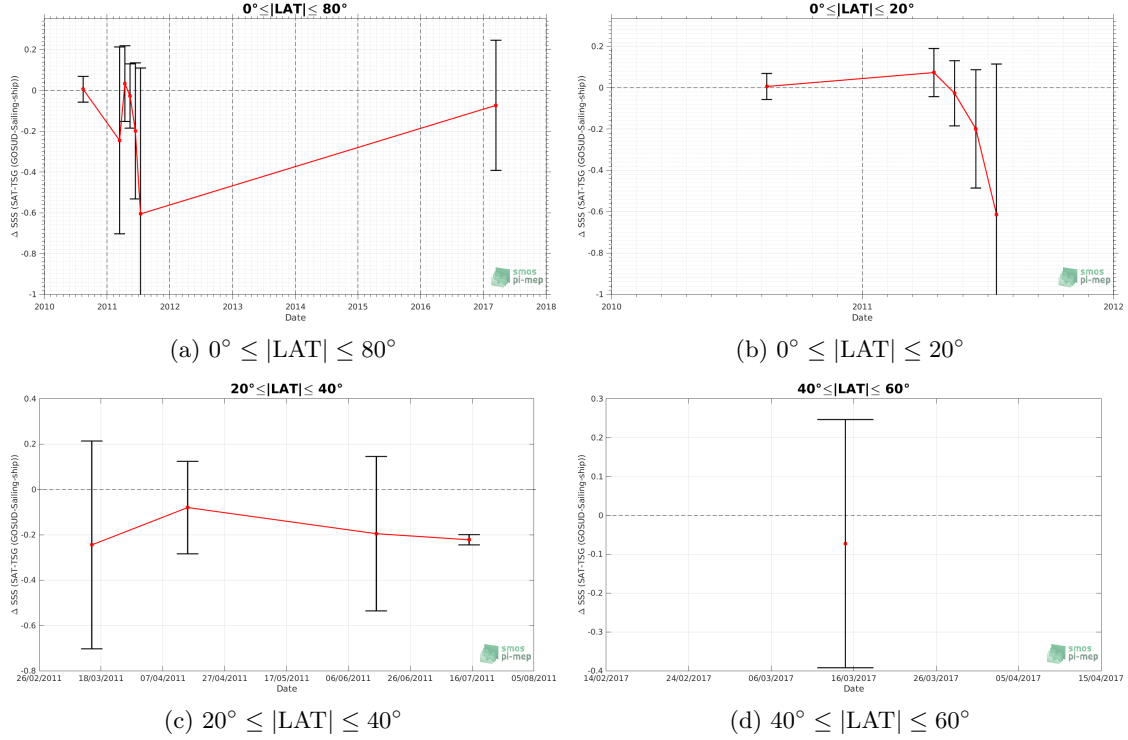 0°≤|LAT|≤ 80°
Δ SSS (SAT-TSG (GOSUD-Sailing-ship))
0.2
0
-0.2
-0.4
-0.6
-0.8
-1
2010 2011 2012 2013 2014 2015 2016 2017 2018
Date
smos
pi-mep
(a) 0° ≤ |LAT| ≤ 80°
0°≤|LAT|≤ 20°
Δ SSS (SAT-TSG (GOSUD-Sailing-ship))
0.2
0
-0.2
-0.4
-0.6
-0.8
-1
2010 2011 2012
Date
smos
pi-mep
(b) 0° ≤ |LAT| ≤ 20°
20°≤|LAT|≤ 40°
Δ SSS (SAT-TSG (GOSUD-Sailing-ship))
0.4
0.2
0
-0.2
-0.4
-0.6
-0.8
26/02/2011 18/03/2011 07/04/2011 27/04/2011 17/05/2011 06/06/2011 26/06/2011 16/07/2011 05/08/2011
Date
smos
pi-mep
(c) 20° ≤ |LAT| ≤ 40°
40°≤|LAT|≤ 60°
Δ SSS (SAT-TSG (GOSUD-Sailing-ship))
0.3
0.2
0.1
0
-0.1
-0.2
-0.3
-0.4
14/02/2017 24/02/2017 06/03/2017 16/03/2017 26/03/2017 05/04/2017 15/04/2017
Date
smos
pi-mep
(d) 40° ≤ |LAT| ≤ 60°